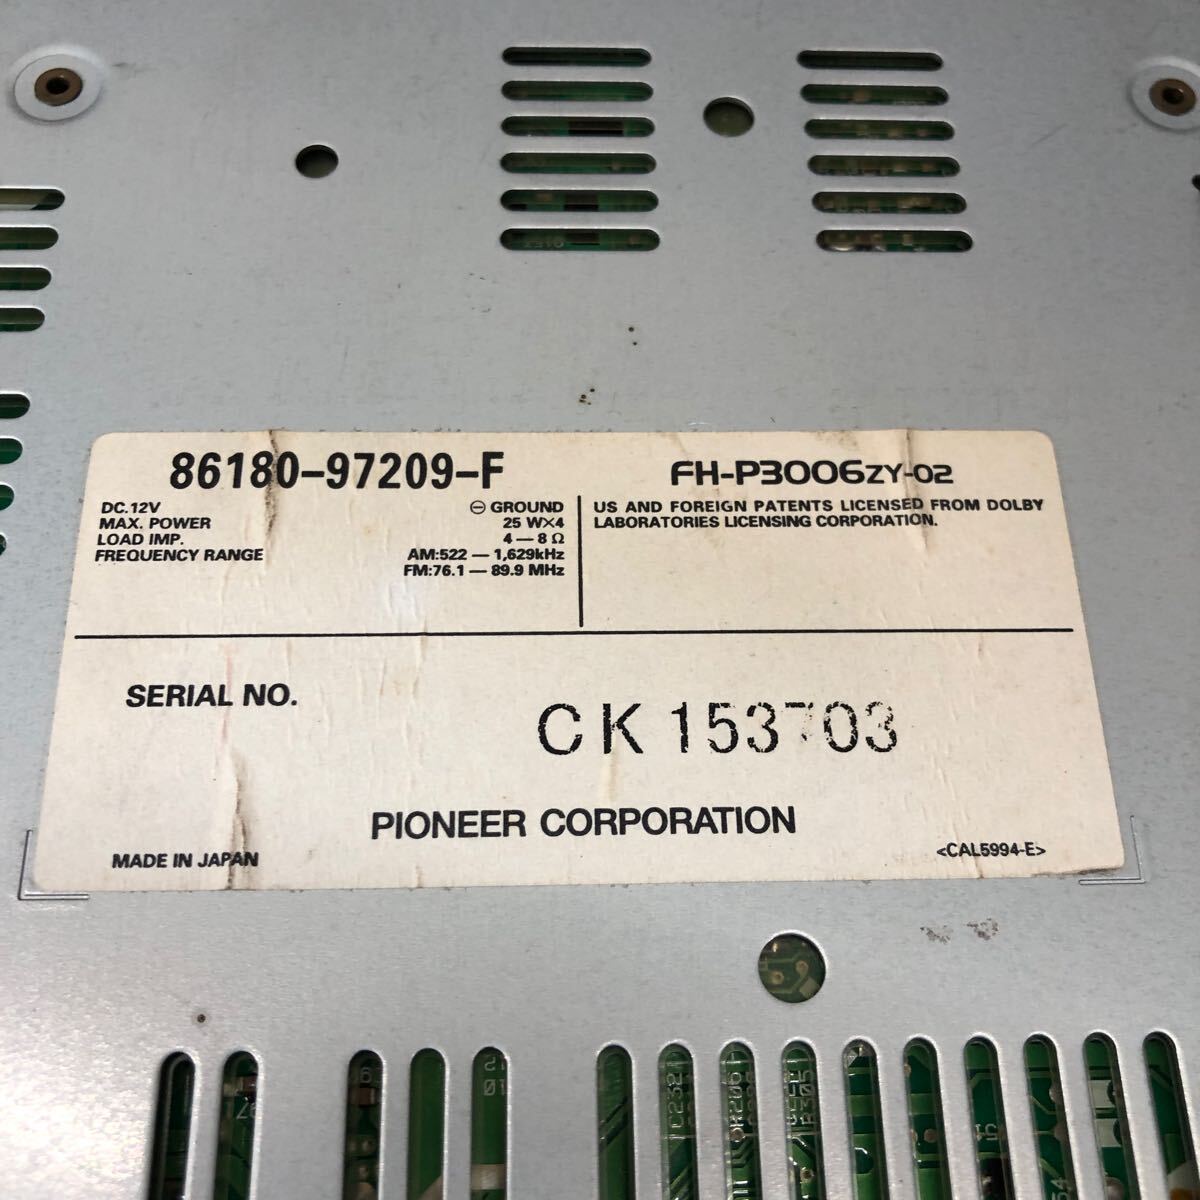 86180-97209-F
DC.12V ⊖ GROUND
MAX. POWER 25 W×4
LOAD IMP. 4 — 8 Ω
FREQUENCY RANGE AM:522 — 1,629kHz
FM:76.1 — 89.9 MHz
FH-P3006ZY-02
US AND FOREIGN PATENTS LICENSED FROM DOLBY
LABORATORIES LICENSING CORPORATION.
SERIAL NO. CK153703
PIONEER CORPORATION
MADE IN JAPAN <CAL5994-E>